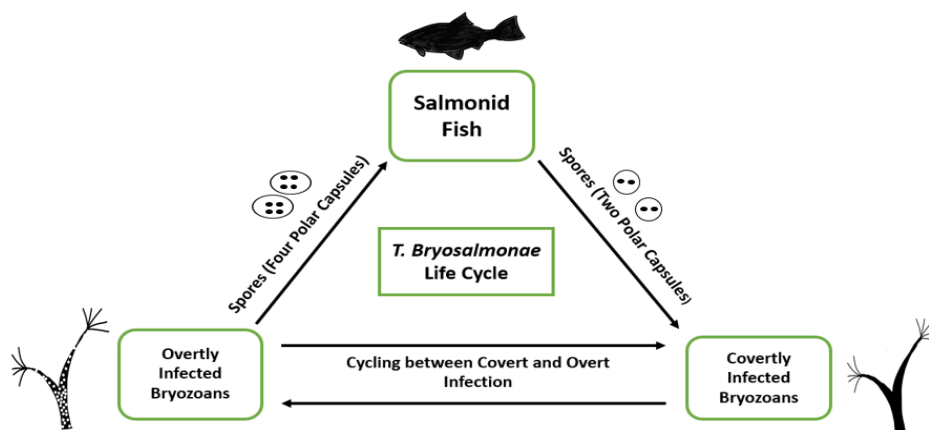 Salmonid
Fish
Spores (Four Polar Capsules)
Spores (Two Polar Capsules)
T. Bryosalmonae
Life Cycle
Overtly
Infected
Bryozoans
Cycling between Covert and Overt
Infection
Covertly
Infected
Bryozoans